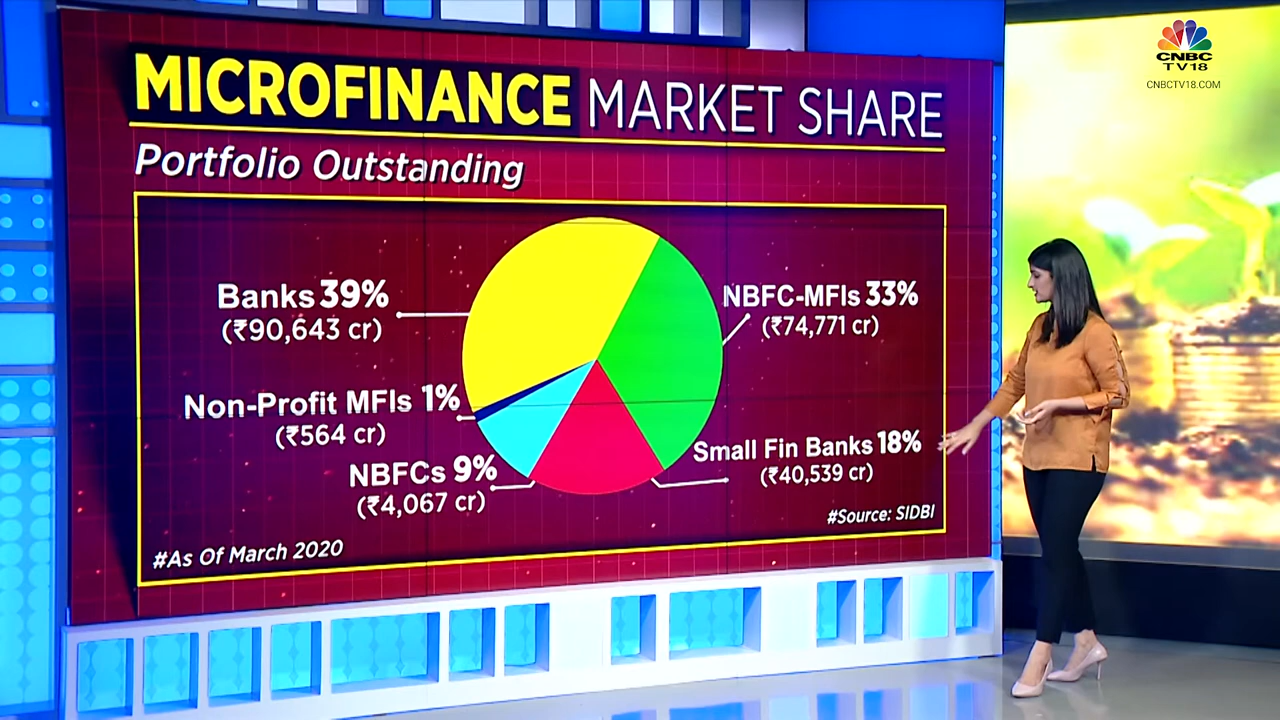 CNBC
TV18
CNBCTV18.COM
MICROFINANCE MARKET SHARE
Portfolio Outstanding
Banks 39%
(₹90,643 cr)
NBFC-MFIs 33%
(₹74,771 cr)
Non-Profit MFIs 1%
(₹564 cr)
Small Fin Banks 18%
(₹40,539 cr)
NBFCs 9%
(₹4,067 cr)
#Source: SIDBI
#As Of March 2020